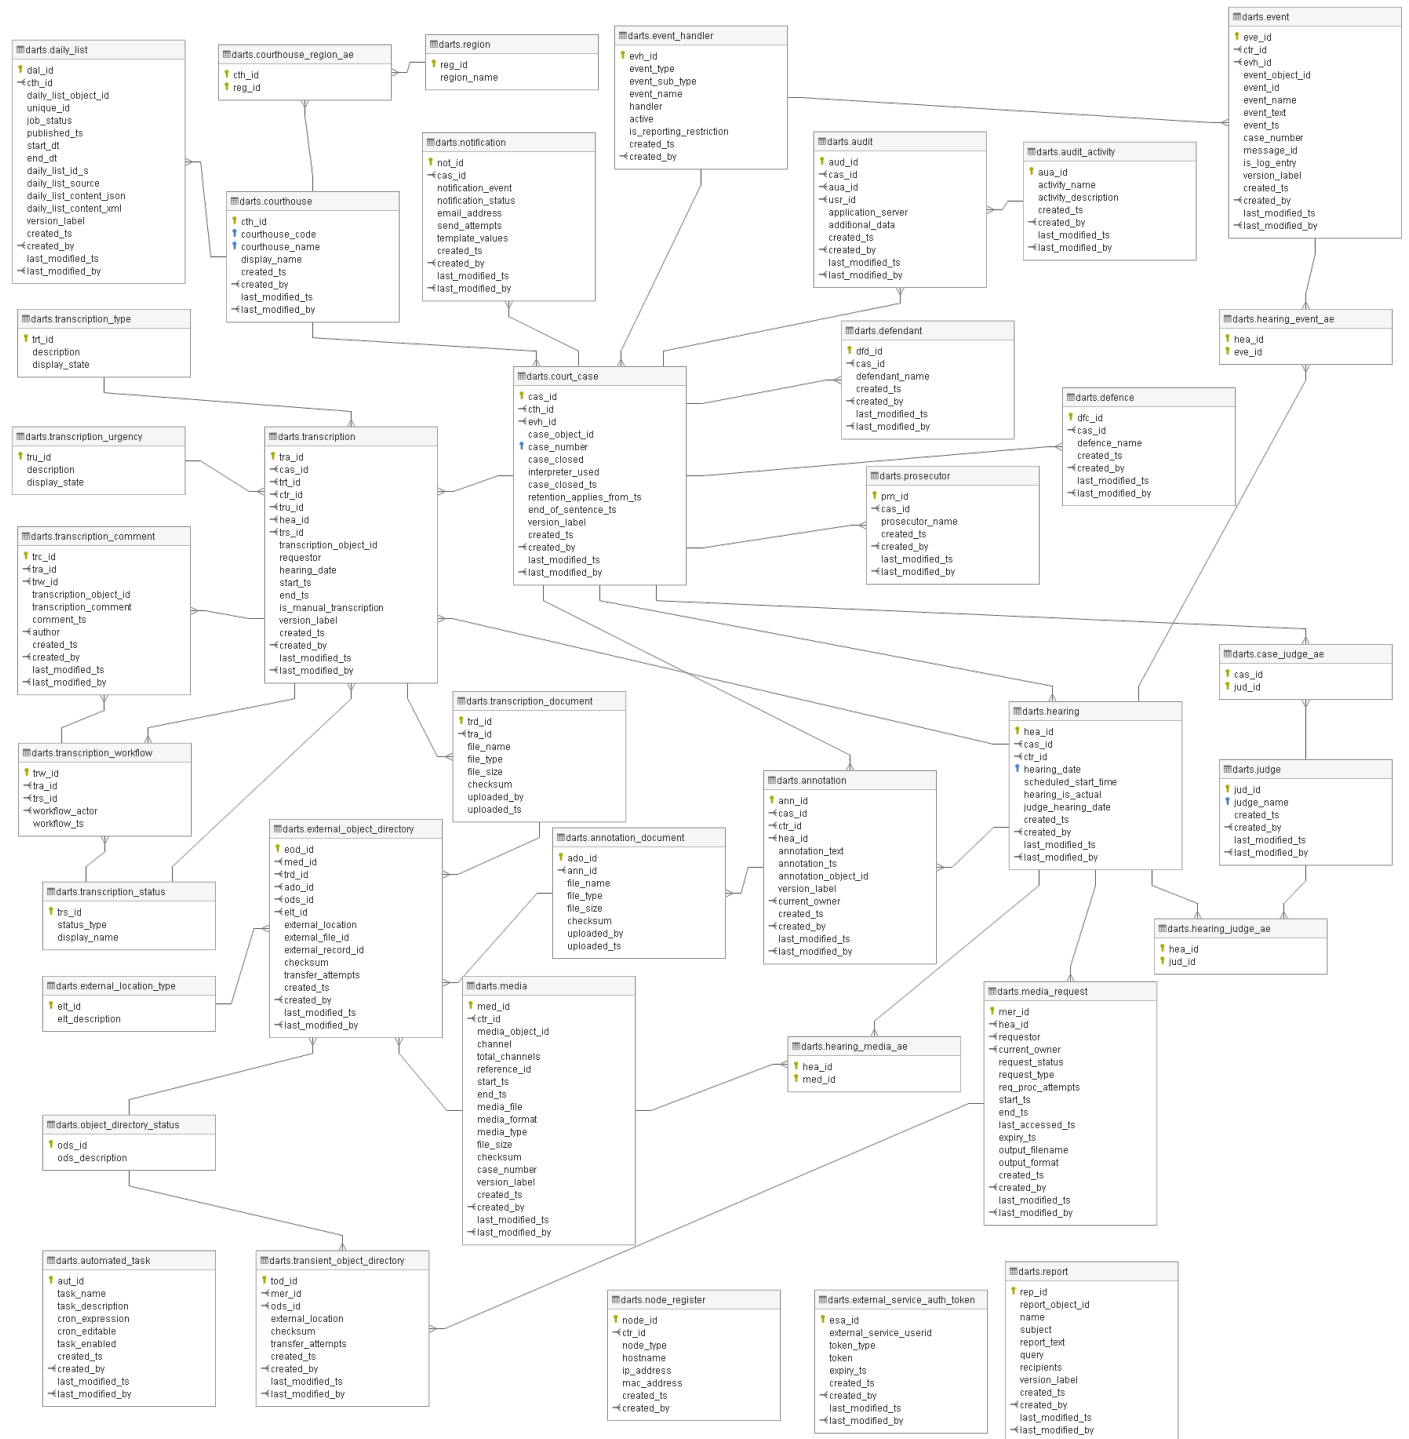 darts.daily_list
dal_id
cth_id
daily_list_object_id
unique_id
job_status
published_ts
start_dt
end_dt
daily_list_id_s
daily_list_source
daily_list_content_json
daily_list_content_xml
version_label
created_ts
created_by
last_modified_ts
last_modified_by
darts.courthouse_region_ae
cth_id
reg_id
darts.region
reg_id
region_name
darts.event_handler
evh_id
event_type
event_sub_type
event_name
handler
active
is_reporting_restriction
created_ts
created_by
darts.event
eve_id
ctr_id
evh_id
event_object_id
event_id
event_name
event_text
event_ts
case_number
message_id
is_log_entry
version_label
created_ts
created_by
last_modified_ts
last_modified_by
darts.notification
not_id
cas_id
notification_event
notification_status
email_address
send_attempts
template_values
created_ts
created_by
last_modified_ts
last_modified_by
darts.audit
aud_id
cas_id
aua_id
usr_id
application_server
additional_data
created_ts
created_by
last_modified_ts
last_modified_by
darts.audit_activity
aua_id
activity_name
activity_description
created_ts
created_by
last_modified_ts
last_modified_by
darts.courthouse
cth_id
courthouse_code
courthouse_name
display_name
created_ts
created_by
last_modified_ts
last_modified_by
darts.transcription_type
trt_id
description
display_state
darts.hearing_event_ae
hea_id
eve_id
darts.defendant
dfd_id
cas_id
defendant_name
created_ts
created_by
last_modified_ts
last_modified_by
darts.court_case
cas_id
cth_id
evh_id
case_object_id
case_number
case_closed
interpreter_used
case_closed_ts
retention_applies_from_ts
end_of_sentence_ts
version_label
created_ts
created_by
last_modified_ts
last_modified_by
darts.defence
dfc_id
cas_id
defence_name
created_ts
created_by
last_modified_ts
last_modified_by
darts.transcription_urgency
tru_id
description
display_state
darts.transcription
tra_id
cas_id
trt_id
ctr_id
tru_id
hea_id
trs_id
transcription_object_id
requestor
hearing_date
start_ts
end_ts
is_manual_transcription
version_label
created_ts
created_by
last_modified_ts
last_modified_by
darts.prosecutor
prn_id
cas_id
prosecutor_name
created_ts
created_by
last_modified_ts
last_modified_by
darts.transcription_comment
trc_id
tra_id
trw_id
transcription_object_id
transcription_comment
comment_ts
author
created_ts
created_by
last_modified_ts
last_modified_by
darts.case_judge_ae
cas_id
jud_id
darts.transcription_document
trd_id
tra_id
file_name
file_type
file_size
checksum
uploaded_by
uploaded_ts
darts.hearing
hea_id
cas_id
ctr_id
hearing_date
scheduled_start_time
hearing_is_actual
judge_hearing_date
created_ts
created_by
last_modified_ts
last_modified_by
darts.transcription_workflow
trw_id
tra_id
trs_id
workflow_actor
workflow_ts
darts.judge
jud_id
judge_name
created_ts
created_by
last_modified_ts
last_modified_by
darts.annotation
ann_id
cas_id
ctr_id
hea_id
annotation_text
annotation_ts
annotation_object_id
version_label
current_owner
created_ts
created_by
last_modified_ts
last_modified_by
darts.external_object_directory
eod_id
med_id
trd_id
ado_id
ods_id
elt_id
external_location
external_file_id
external_record_id
checksum
transfer_attempts
created_ts
created_by
last_modified_ts
last_modified_by
darts.annotation_document
ado_id
ann_id
file_name
file_type
file_size
checksum
uploaded_by
uploaded_ts
darts.transcription_status
trs_id
status_type
display_name
darts.hearing_judge_ae
hea_id
jud_id
darts.external_location_type
elt_id
elt_description
darts.media
med_id
ctr_id
media_object_id
channel
total_channels
reference_id
start_ts
end_ts
media_file
media_format
media_type
file_size
checksum
case_number
version_label
created_ts
created_by
last_modified_ts
last_modified_by
darts.media_request
mer_id
hea_id
requestor
current_owner
request_status
request_type
req_proc_attempts
start_ts
end_ts
last_accessed_ts
expiry_ts
output_filename
output_format
created_ts
created_by
last_modified_ts
last_modified_by
darts.hearing_media_ae
hea_id
med_id
darts.object_directory_status
ods_id
ods_description
darts.automated_task
aut_id
task_name
task_description
cron_expression
cron_editable
task_enabled
created_ts
created_by
last_modified_ts
last_modified_by
darts.transient_object_directory
tod_id
mer_id
ods_id
external_location
checksum
transfer_attempts
created_ts
created_by
last_modified_ts
last_modified_by
darts.node_register
node_id
ctr_id
node_type
hostname
ip_address
mac_address
created_ts
created_by
darts.external_service_auth_token
esa_id
external_service_userid
token_type
token
expiry_ts
created_ts
created_by
last_modified_ts
last_modified_by
darts.report
rep_id
report_object_id
name
subject
report_text
query
recipients
version_label
created_ts
created_by
last_modified_ts
last_modified_by